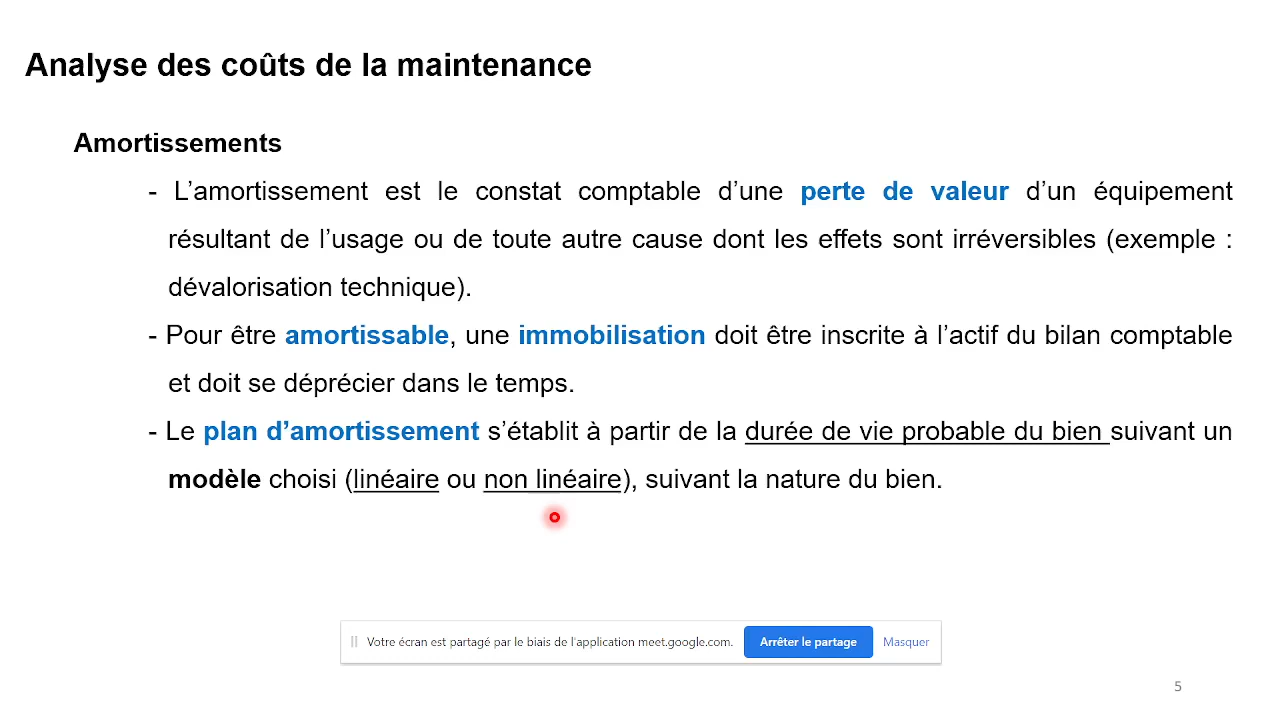 Analyse des coûts de la maintenance
Amortissements
- L’amortissement est le constat comptable d’une perte de valeur d’un équipement
résultant de l’usage ou de toute autre cause dont les effets sont irréversibles (exemple :
dévalorisation technique).
- Pour être amortissable, une immobilisation doit être inscrite à l’actif du bilan comptable
et doit se déprécier dans le temps.
- Le plan d’amortissement s’établit à partir de la durée de vie probable du bien suivant un
modèle choisi (linéaire ou non linéaire), suivant la nature du bien.
Votre écran est partagé par le biais de l'application meet.google.com.
Arrêter le partage
Masquer
5